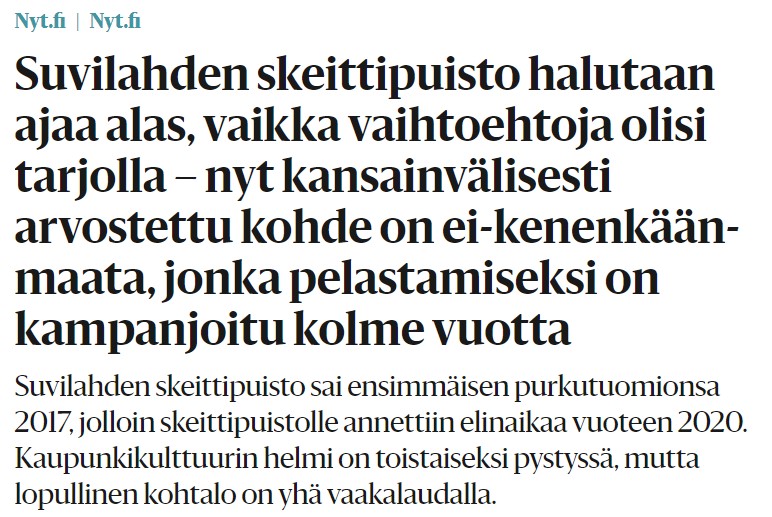 Nyt.fi | Nyt.fi
Suvilahden skeittipuisto halutaan
ajaa alas, vaikka vaihtoehtoja olisi
tarjolla – nyt kansainvälisesti
arvostettu kohde on ei-kenenkään-
maata, jonka pelastamiseksi on
kampanjoitu kolme vuotta
Suvilahden skeittipuisto sai ensimmäisen purkutuomionsa
2017, jolloin skeittipuistolle annettiin elinaikaa vuoteen 2020.
Kaupunkikulttuurin helmi on toistaiseksi pystyssä, mutta
lopullinen kohtalo on yhä vaakalaudalla.